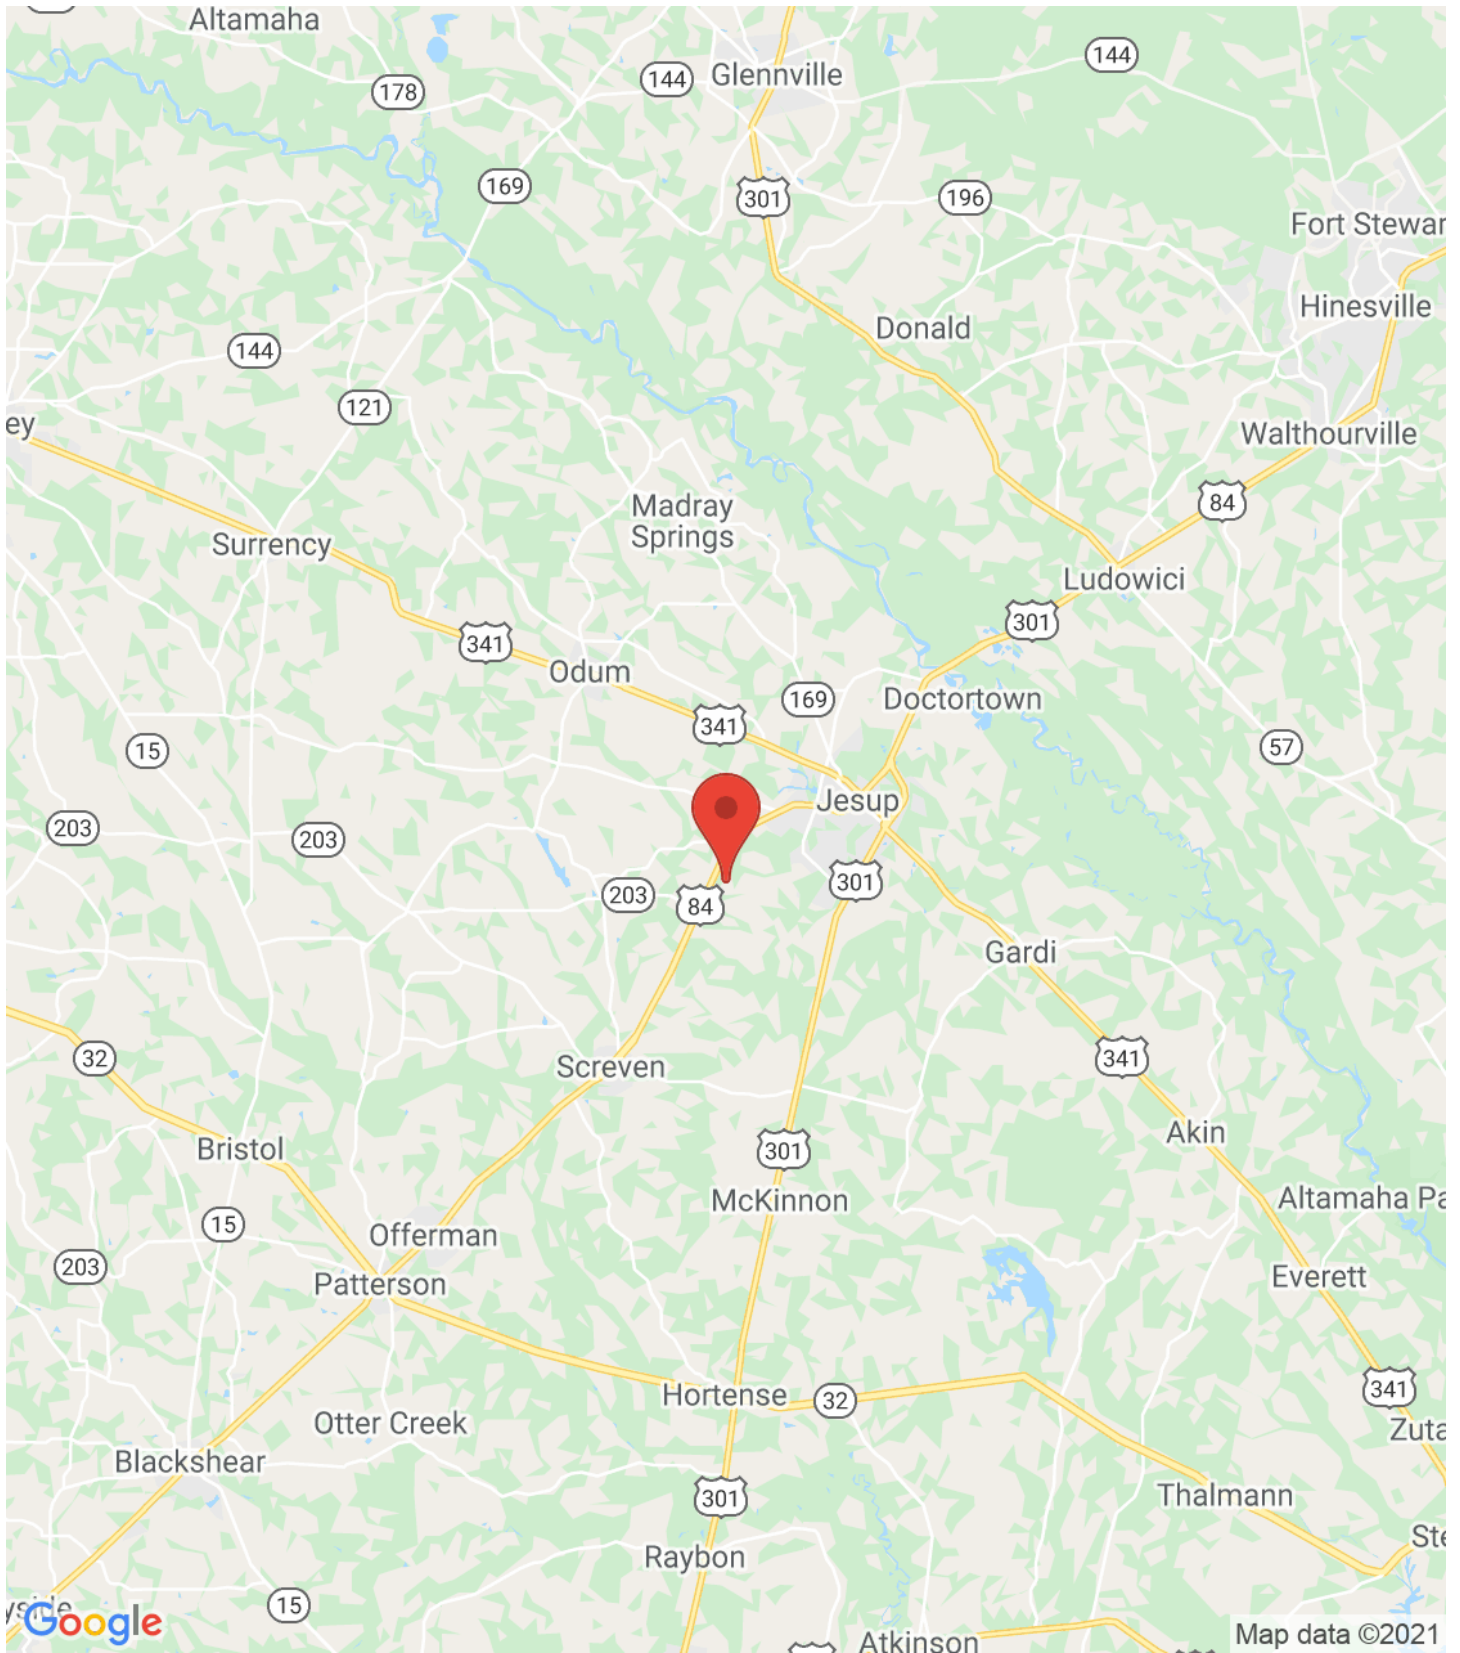 Altamaha
144
Glennville
144
178
169
301
196
Fort Stewar
Hinesville
Donald
144
121
ey
Walthourville
84
Madray
Springs
Surrency
Ludowici
301
341
Odum
169
Doctortown
341
15
57
Jesup
203
203
301
203
84
Gardi
32
341
Screven
Akin
Bristol
301
McKinnon
Altamaha Pa
15
Offerman
203
Everett
Patterson
341
Hortense
32
Otter Creek
Zuta
Blackshear
301
Thalmann
Ste
Raybon
15
yside
Google
Map data ©2021
Atkinson